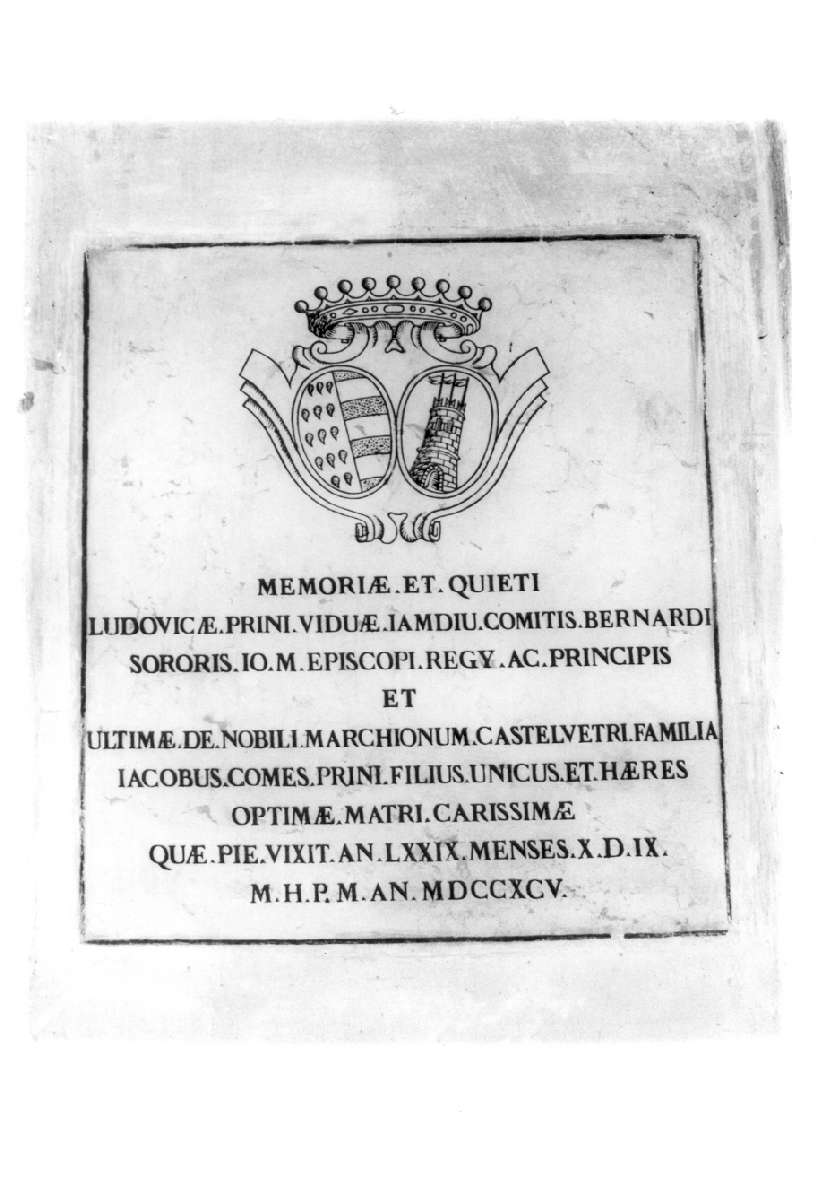 MEMORIÆ.ET.QUIETI
LUDOVICÆ.PRINI.VIDUÆ.IAMDIU.COMITIS.BERNARDI
SORORIS.IO.M.EPISCOPI.REGY.AC.PRINCIPIS
ET
ULTIMÆ.DE.NOBILI.MARCHIONUM.CASTELVETRI.FAMILIA
IACOBUS.COMES.PRINI.FILIUS.UNICUS.ET.HÆRES
OPTIMÆ.MATRI.CARISSIMÆ
QUÆ.PIE.VIXIT.AN.LXXIX.MENSES.X.D.IX.
M.H.P.M.AN.MDCCXCV.